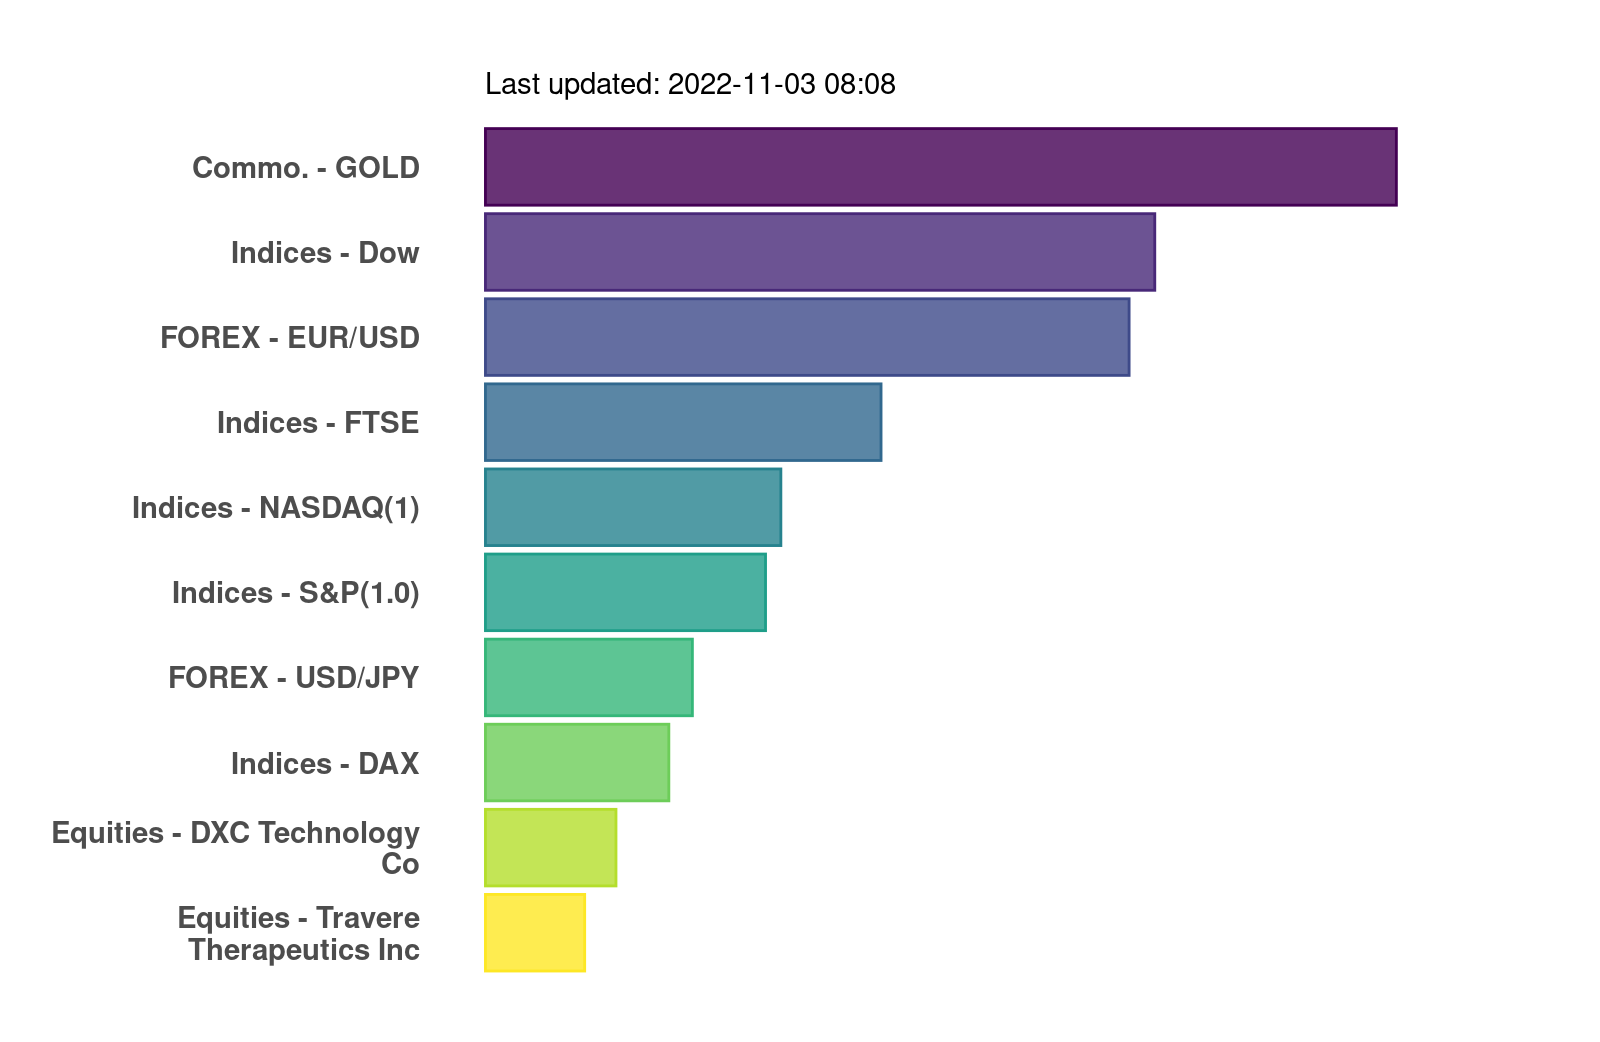 Last updated: 2022-11-03 08:08
Commo. - GOLD
Indices - Dow
FOREX - EUR/USD
Indices - FTSE
Indices - NASDAQ(1)
Indices - S&P(1.0)
FOREX - USD/JPY
Indices - DAX
Equities - DXC Technology
Co
Equities - Travere
Therapeutics Inc